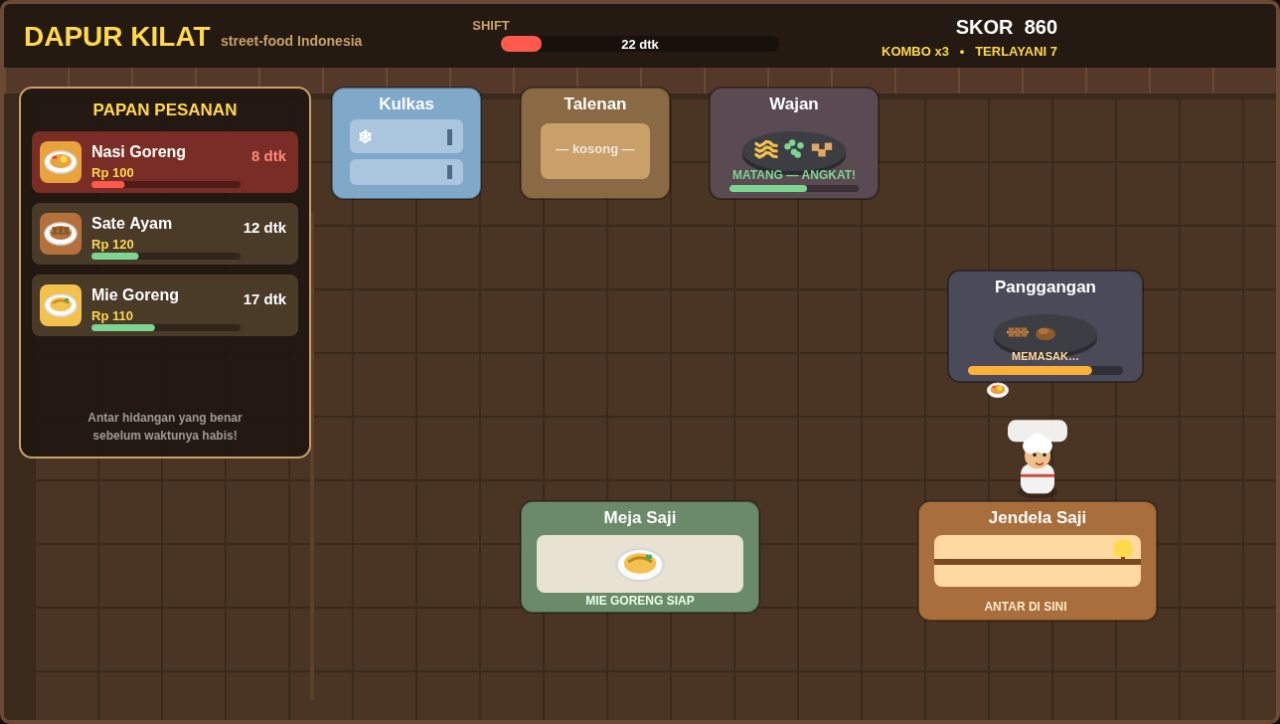 DAPUR KILAT street-food Indonesia
SHIFT
22 dtk
SKOR 860
KOMBO x3 • TERLAYANI 7
PAPAN PESANAN
Nasi Goreng
8 dtk
Rp 100
Sate Ayam
12 dtk
Rp 120
Mie Goreng
17 dtk
Rp 110
Antar hidangan yang benar
sebelum waktunya habis!
Kulkas
Talenan
— kosong —
Wajan
MATANG — ANGKAT!
Panggangan
MEMASAK...
Meja Saji
MIE GORENG SIAP
Jendela Saji
ANTAR DI SINI